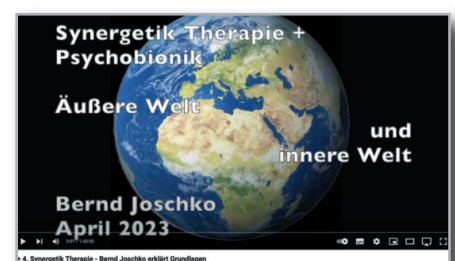 Synergetik Therapie +
Psychobionik
Äußere Welt
und
innere Welt
Bernd Joschko
April 2023
4. Synergetik Therapie - Bernd Joschko erklärt Grundlagen